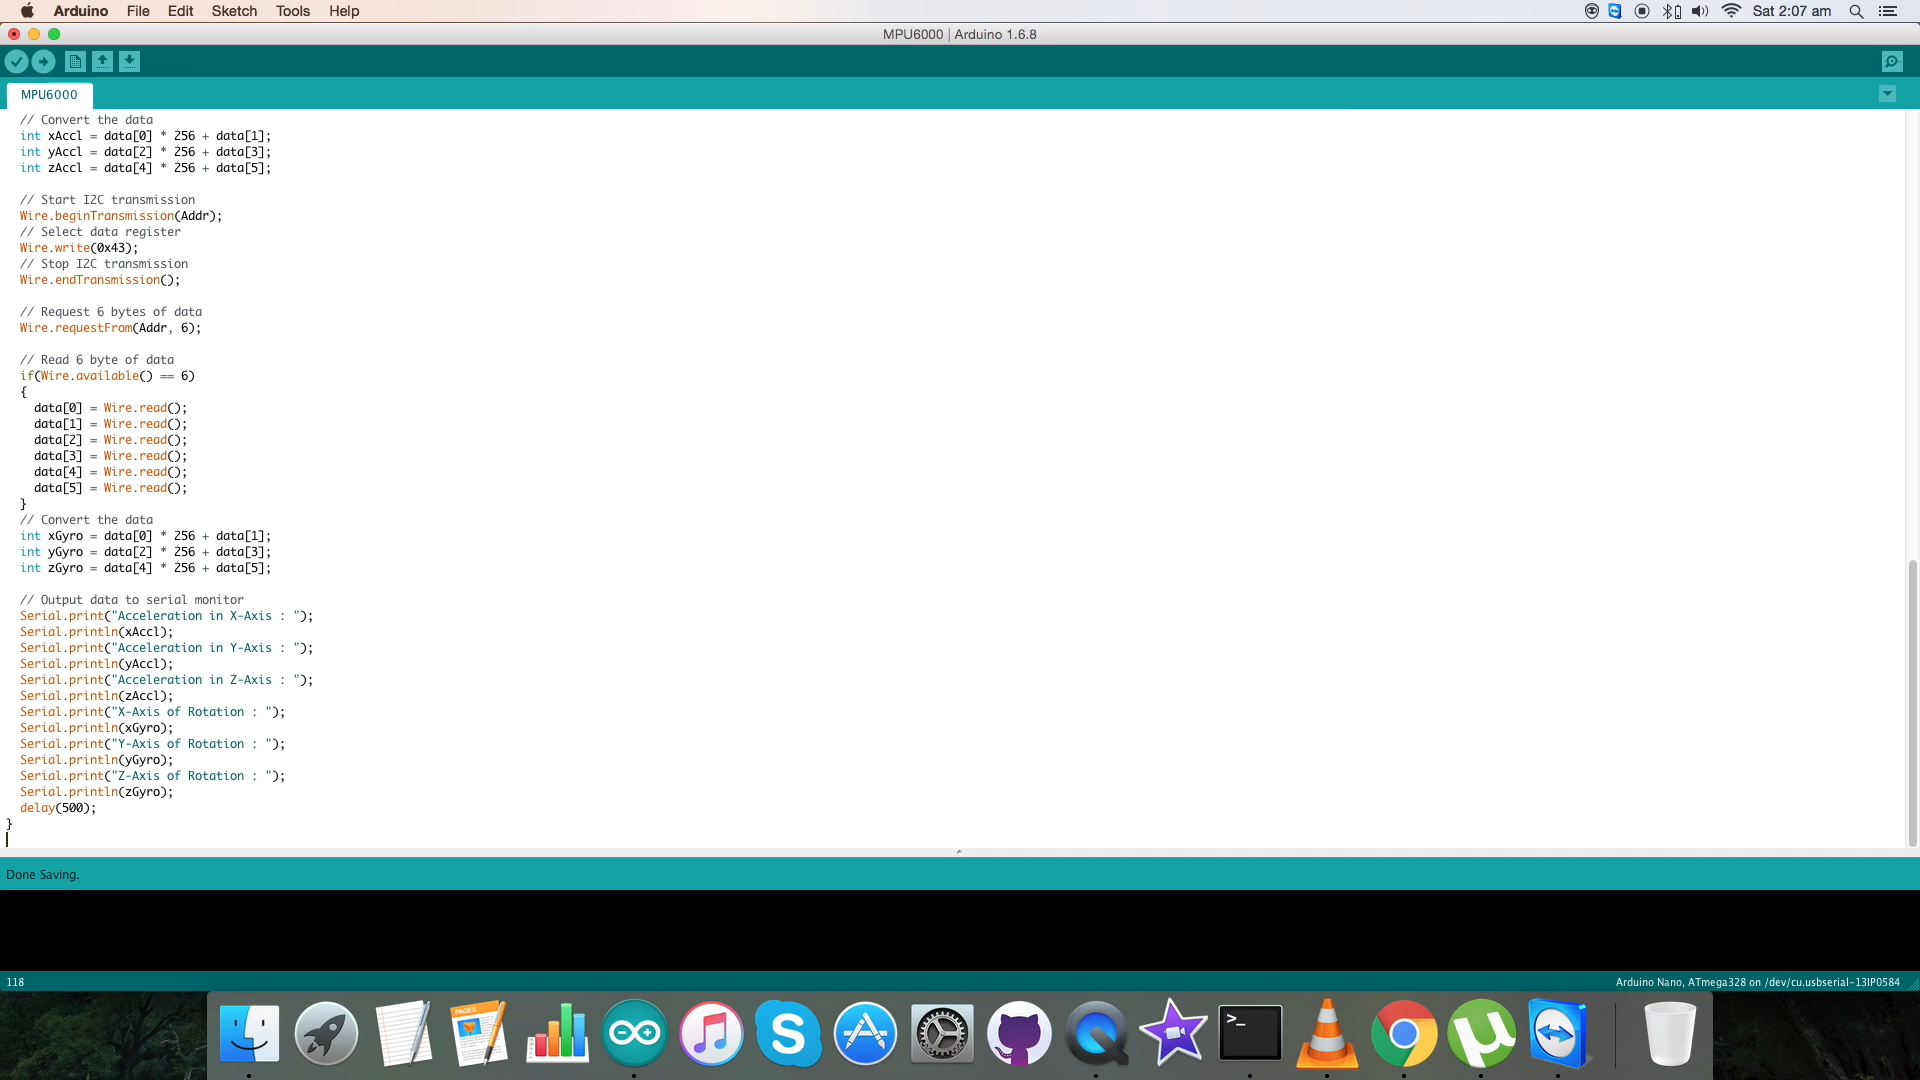 Arduino File Edit Sketch Tools Help Sat 2:07 am
MPU6000 | Arduino 1.6.8
MPU6000
// Convert the data
int xAccl = data[0] * 256 + data[1];
int yAccl = data[2] * 256 + data[3];
int zAccl = data[4] * 256 + data[5];
// Start I2C transmission
Wire.beginTransmission(Addr);
// Select data register
Wire.write(0x43);
// Stop I2C transmission
Wire.endTransmission();
// Request 6 bytes of data
Wire.requestFrom(Addr, 6);
// Read 6 byte of data
if(Wire.available() == 6)
{
data[0] = Wire.read();
data[1] = Wire.read();
data[2] = Wire.read();
data[3] = Wire.read();
data[4] = Wire.read();
data[5] = Wire.read();
}
// Convert the data
int xGyro = data[0] * 256 + data[1];
int yGyro = data[2] * 256 + data[3];
int zGyro = data[4] * 256 + data[5];
// Output data to serial monitor
Serial.print("Acceleration in X-Axis : ");
Serial.println(xAccl);
Serial.print("Acceleration in Y-Axis : ");
Serial.println(yAccl);
Serial.print("Acceleration in Z-Axis : ");
Serial.println(zAccl);
Serial.print("X-Axis of Rotation : ");
Serial.println(xGyro);
Serial.print("Y-Axis of Rotation : ");
Serial.println(yGyro);
Serial.print("Z-Axis of Rotation : ");
Serial.println(zGyro);
delay(500);
}
Done Saving.
118 Arduino Nano, ATmega328 on /dev/cu.usbserial-13IP0584
PAGES
>_